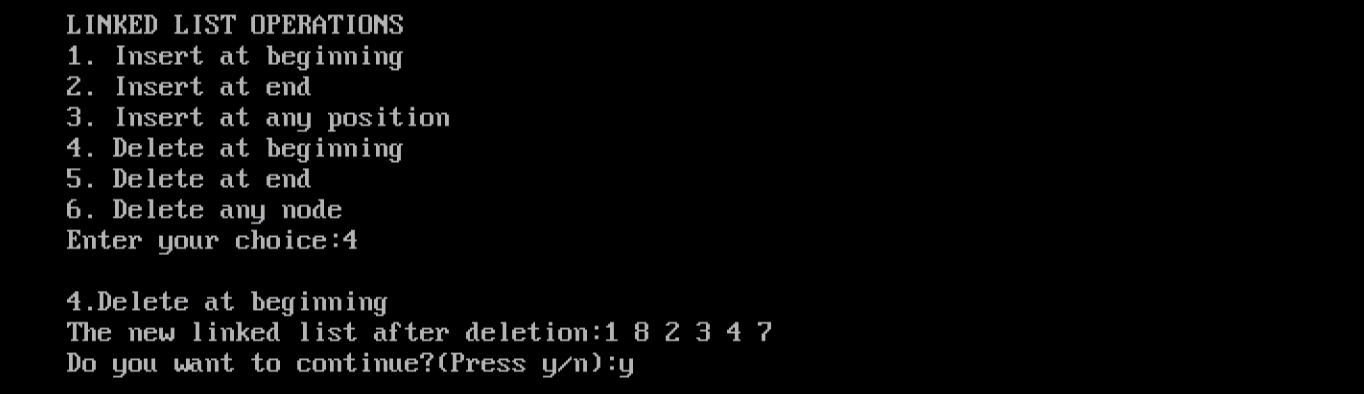 LINKED LIST OPERATIONS
1. Insert at beginning
2. Insert at end
3. Insert at any position
4. Delete at beginning
5. Delete at end
6. Delete any node
Enter your choice:4
4.Delete at beginning
The new linked list after deletion:1 8 2 3 4 7
Do you want to continue?(Press y/n):y